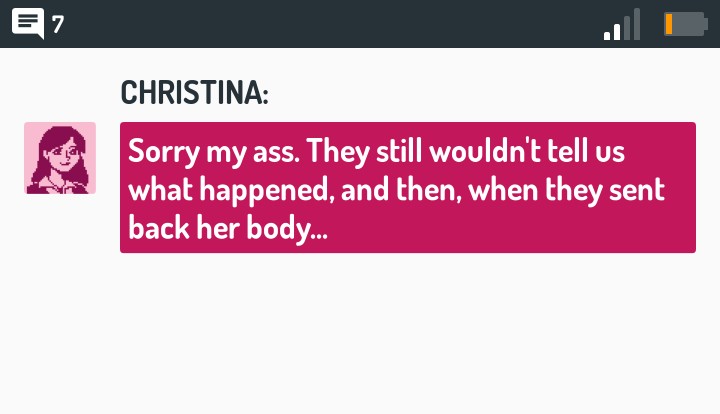 7
CHRISTINA:
Sorry my ass. They still wouldn't tell us
what happened, and then, when they sent
back her body...